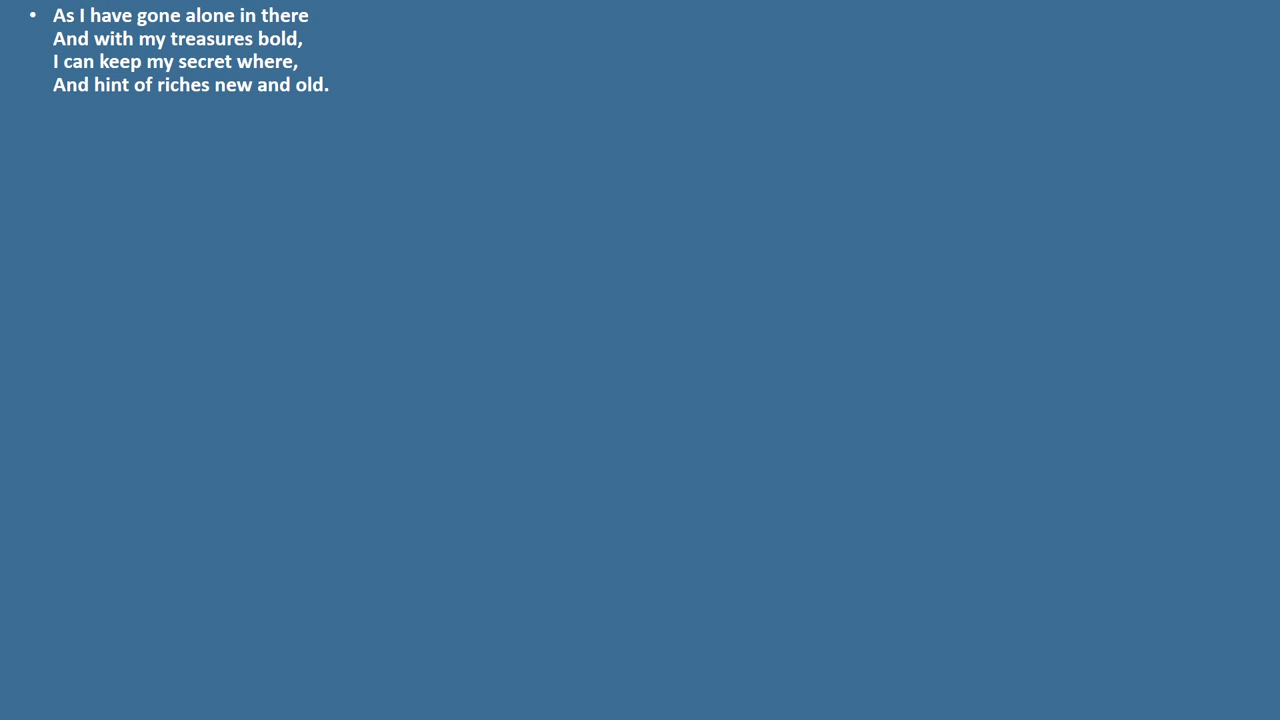 • As I have gone alone in there
And with my treasures bold,
I can keep my secret where,
And hint of riches new and old.